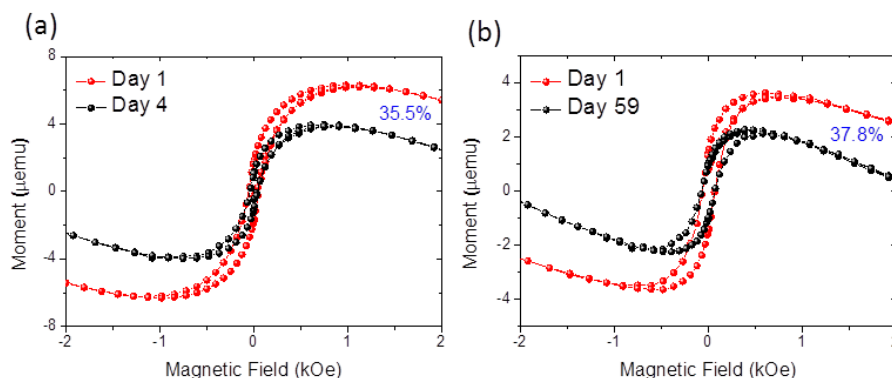 (a)
8
4
0
-4
-8
Moment (μemu)
Day 1
Day 4
35.5%
-2
-1
0
1
2
Magnetic Field (kOe)
(b)
4
2
0
-2
-4
Moment (μemu)
Day 1
Day 59
37.8%
-2
-1
0
1
2
Magnetic Field (kOe)